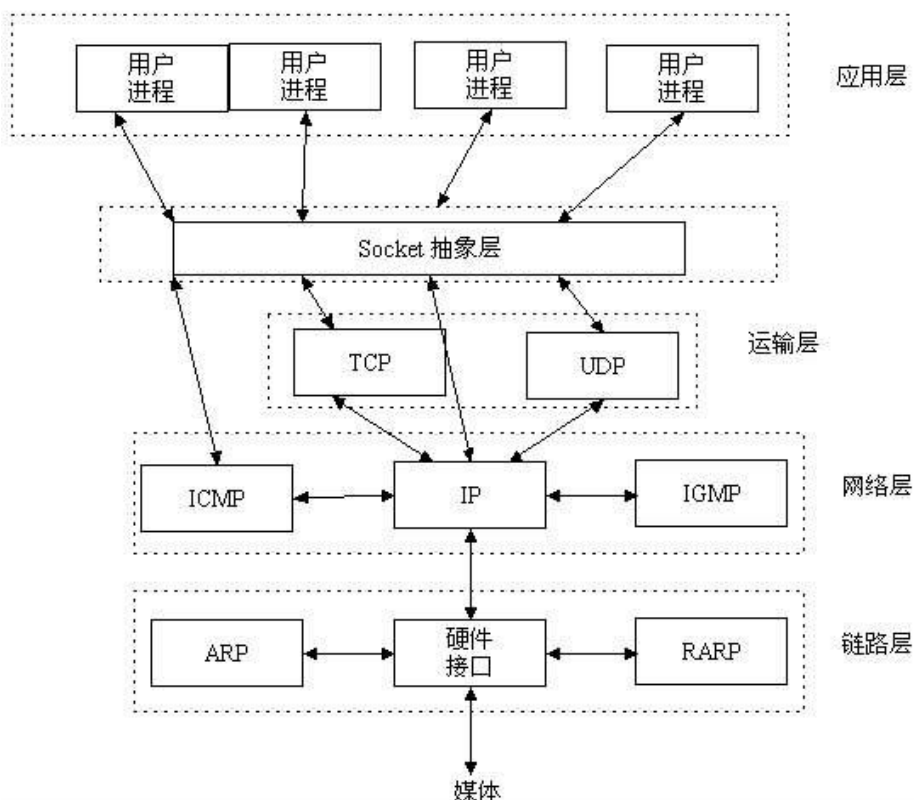 用户
进程
用户
进程
用户
进程
用户
进程
应用层
Socket 抽象层
TCP
UDP
运输层
ICMP
IP
IGMP
网络层
ARP
硬件
接口
RARP
链路层
媒体